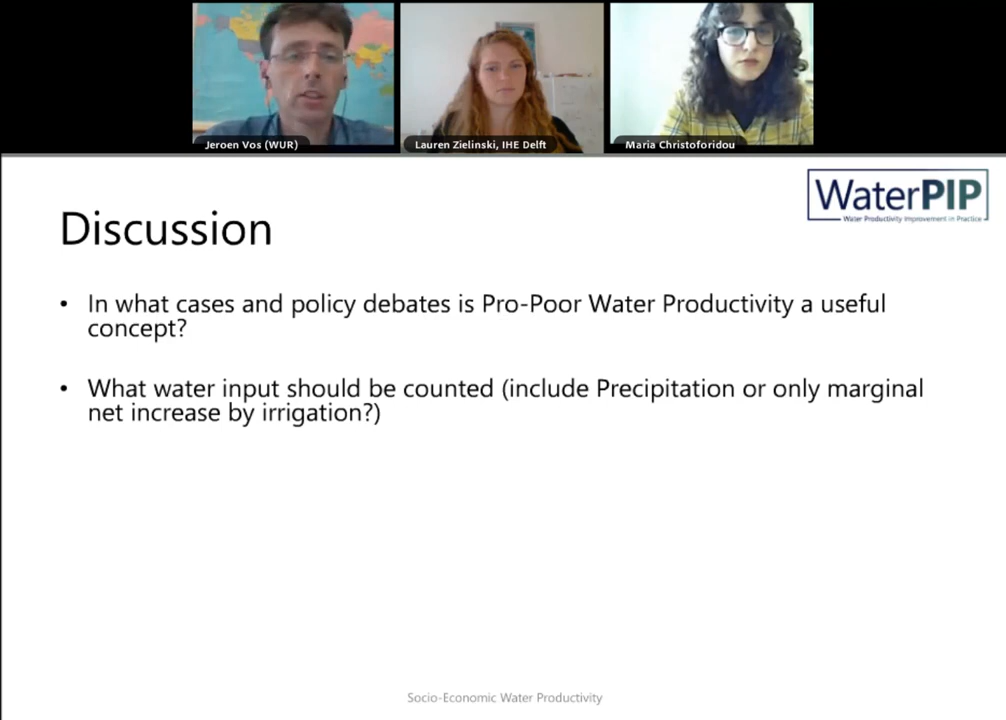 Jeroen Vos (WUR)
Lauren Zielinski, IHE Delft
Maria Christoforidou
WaterPIP
Water Productivity Improvement in Practice
Discussion
• In what cases and policy debates is Pro-Poor Water Productivity a useful
concept?
• What water input should be counted (include Precipitation or only marginal
net increase by irrigation?)
Socio-Economic Water Productivity